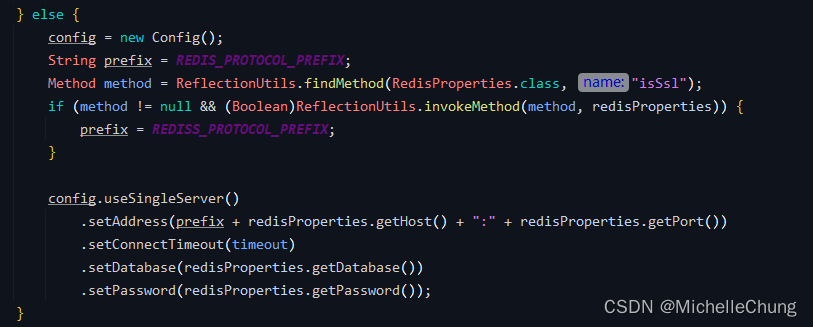 } else {
config = new Config();
String prefix = REDIS_PROTOCOL_PREFIX;
Method method = ReflectionUtils.findMethod(RedisProperties.class, name: "isSsl");
if (method != null && (Boolean)ReflectionUtils.invokeMethod(method, redisProperties)) {
prefix = REDISS_PROTOCOL_PREFIX;
}
config.useSingleServer()
.setAddress(prefix + redisProperties.getHost() + ":" + redisProperties.getPort())
.setConnectTimeout(timeout)
.setDatabase(redisProperties.getDatabase())
.setPassword(redisProperties.getPassword());
}
CSDN @MichelleChung